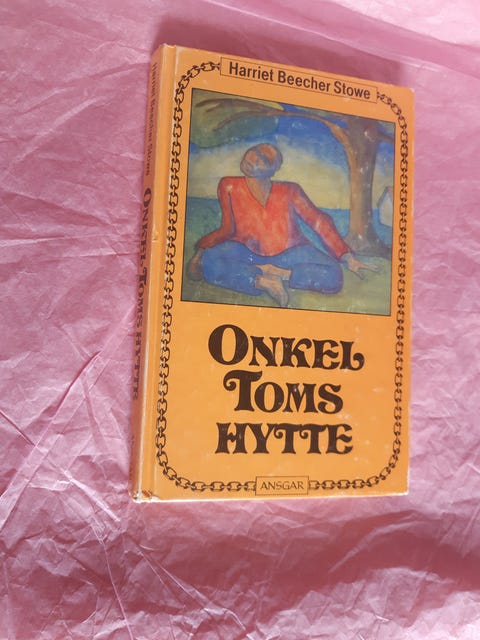 Harriet Beecher Stowe
ONKEL
TOMS
HYTTE
ANSGAR
Harriet Beecher Stowe
ONKEL TOMS HYTTE